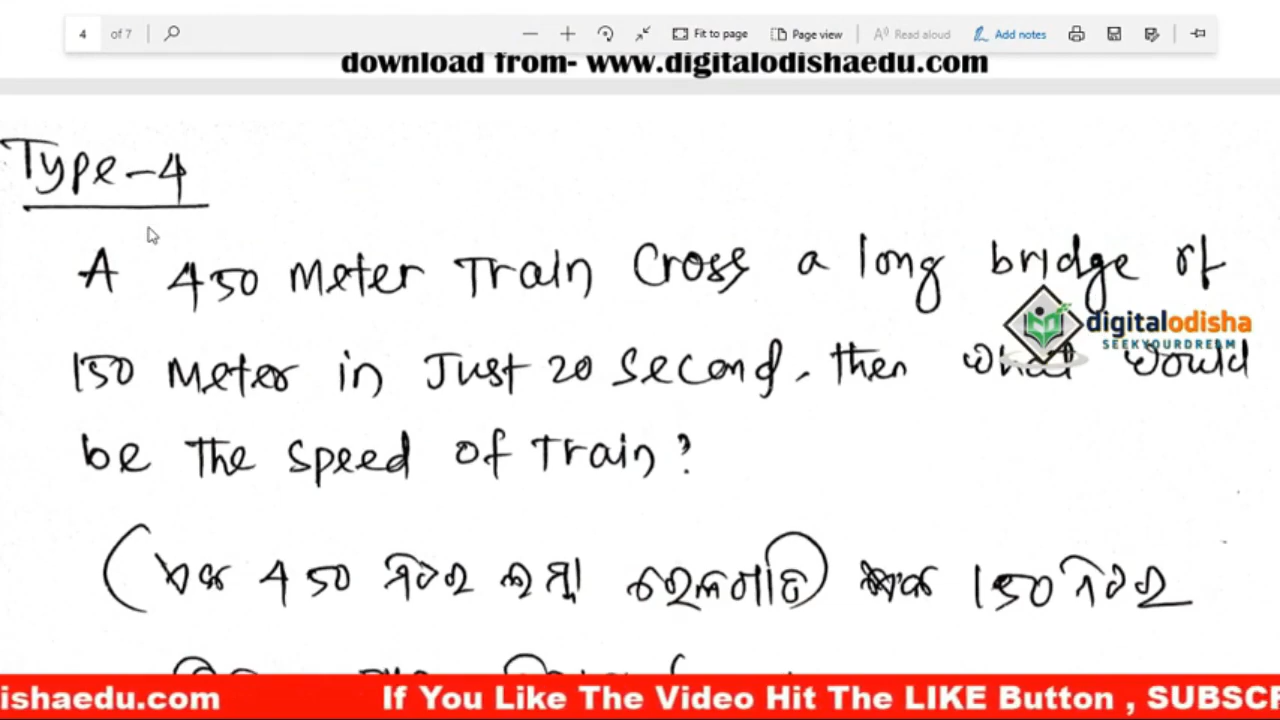 4 of 7 Fit to page Page view Read aloud Add notes
download from- www.digitalodishaedu.com
Type-4
A 450 Meter Train Cross a long bridge of
digitalodisha
SEEKYOURDREAM
150 Meter in Just 20 Second, then what would
be the speed of Train?
(ଏକ 450 ମିଟର ଲମ୍ବା ରେଳଗାଡି 150 ମିଟର
ishaedu.com If You Like The Video Hit The LIKE Button , SUBSC